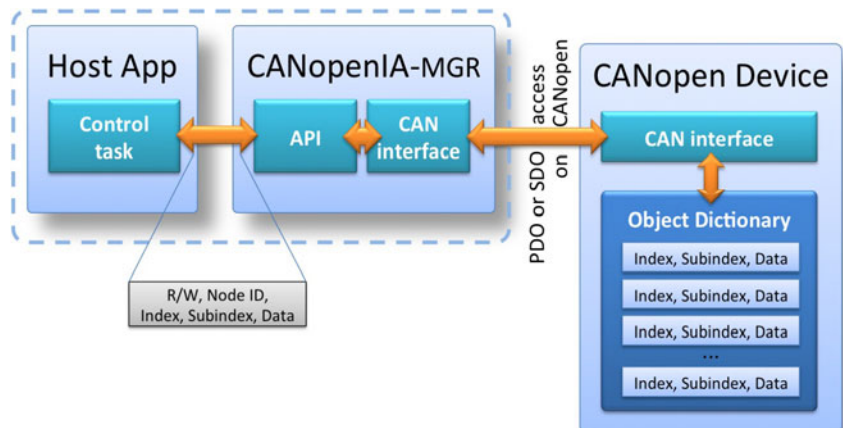 Host App
Control
task
CANopenIA-MGR
API
CAN
interface
R/W, Node ID,
Index, Subindex, Data
PDO or SDO access
on CANopen
CANopen Device
CAN interface
Object Dictionary
Index, Subindex, Data
Index, Subindex, Data
Index, Subindex, Data
...
Index, Subindex, Data